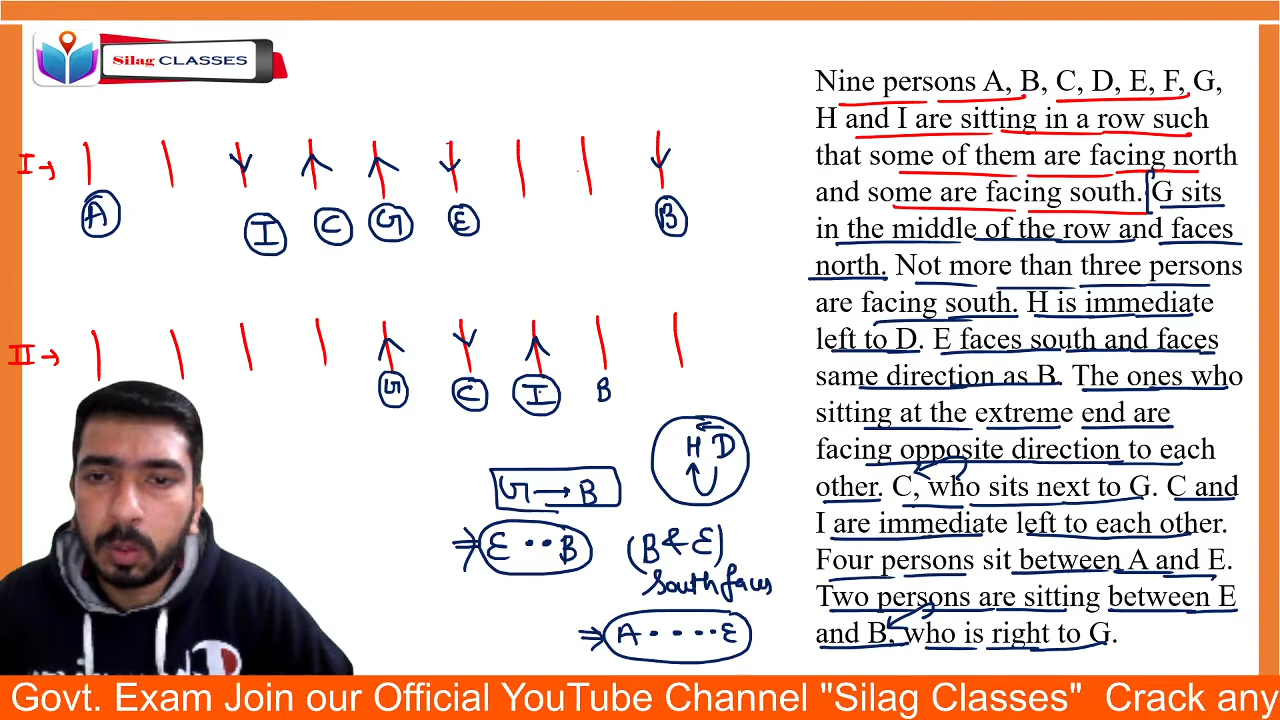 Silag CLASSES
Nine persons A, B, C, D, E, F, G,
H and I are sitting in a row such
that some of them are facing north
and some are facing south. G sits
in the middle of the row and faces
north. Not more than three persons
are facing south. H is immediate
left to D. E faces south and faces
same direction as B. The ones who
sitting at the extreme end are
facing opposite direction to each
other. C, who sits next to G. C and
I are immediate left to each other.
Four persons sit between A and E.
Two persons are sitting between E
and B, who is right to G.
I →
A I C G E B
II →
G C I B
H D
G → B
⇒ E · · B (B & E)
South faces
⇒ A · · · · E
Govt. Exam Join our Official YouTube Channel "Silag Classes" Crack any